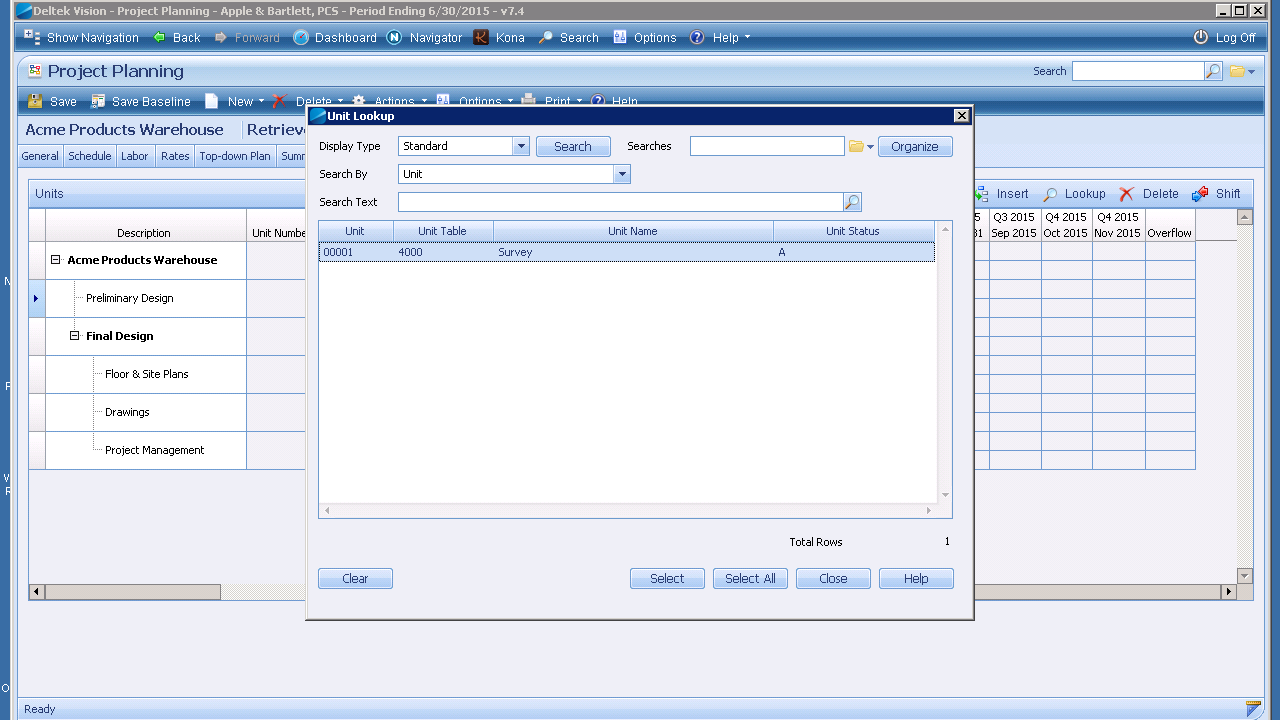 Deltek Vision - Project Planning - Apple & Bartlett, PCS - Period Ending 6/30/2015 - v7.4
Show Navigation Back Forward Dashboard Navigator Kona Search Options Help Log Off
Project Planning Search
Save Save Baseline New Delete Actions Options Print Help
Unit Lookup
Acme Products Warehouse Retrieve
General Schedule Labor Rates Top-down Plan Summ
Display Type Standard Search Searches Organize
Search By Unit
Search Text
Units Insert Lookup Delete Shift
Description Unit Numbe
Unit Unit Table Unit Name Unit Status
00001 4000 Survey A
5 Q3 2015 Q4 2015 Q4 2015
31 Sep 2015 Oct 2015 Nov 2015 Overflow
Acme Products Warehouse
Preliminary Design
Final Design
Floor & Site Plans
Drawings
Project Management
Total Rows 1
Clear Select Select All Close Help
Ready